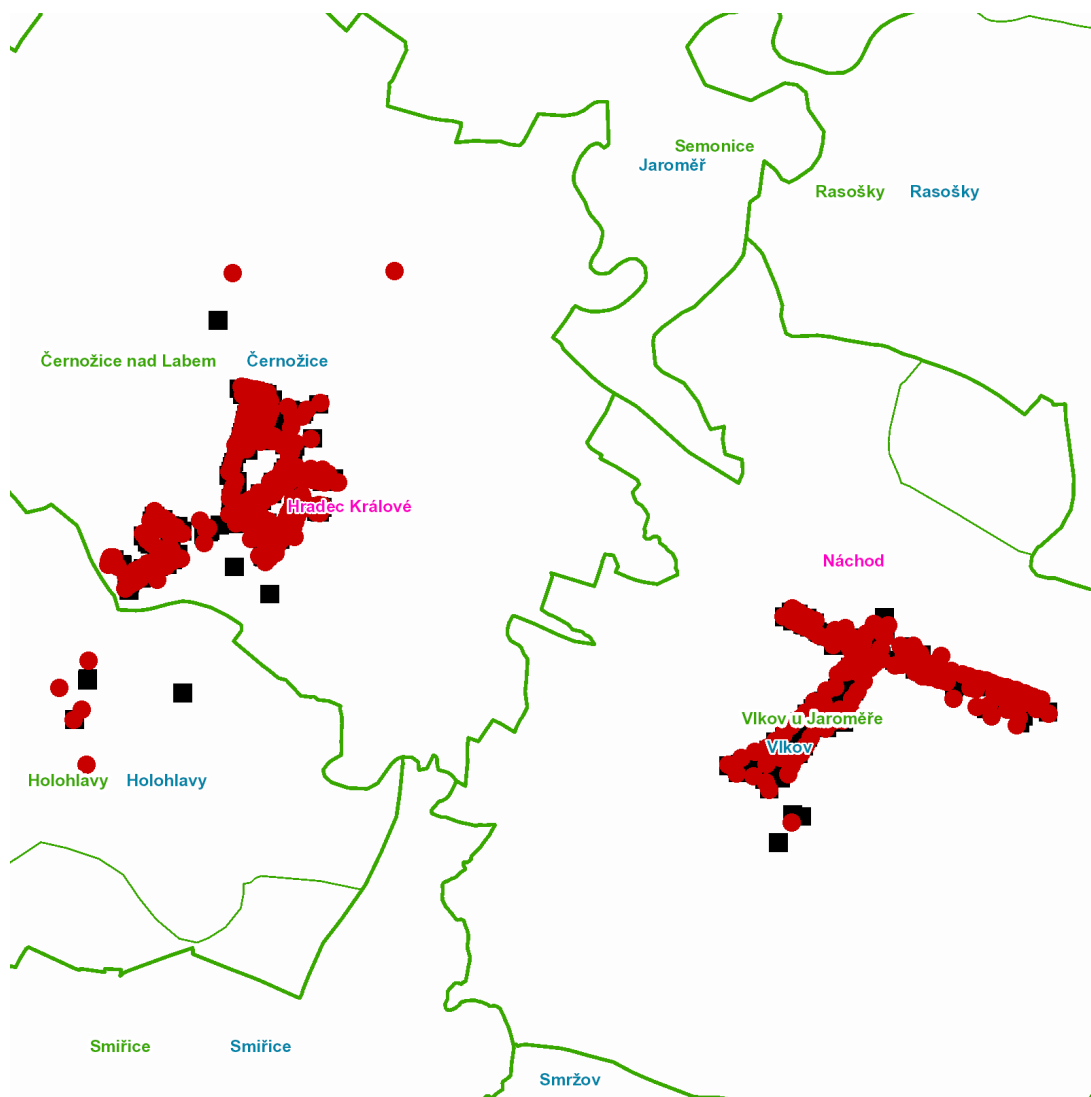 Semonice
Jaroměř
Rasošky Rasošky
Černožice nad Labem Černožice
Hradec Králové
Náchod
Vlkov u Jaroměře
Vlkov
Holohlavy Holohlavy
Smiřice Smiřice
Smržov